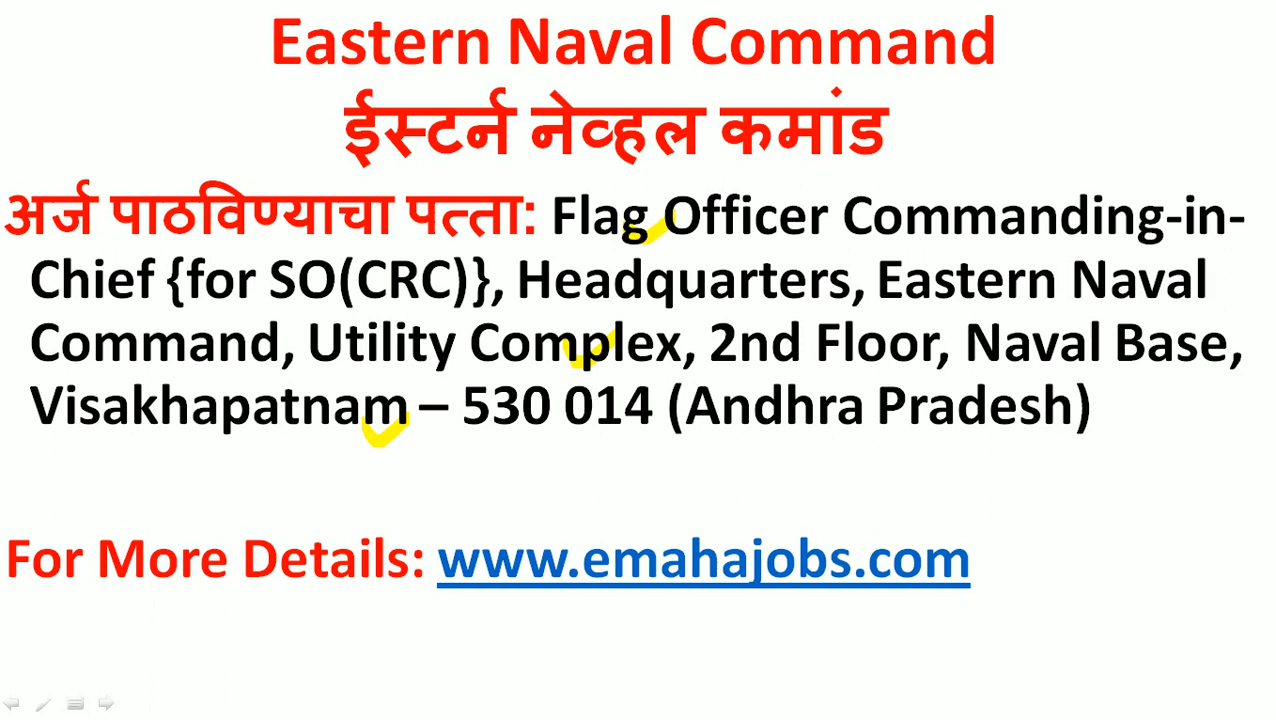 Eastern Naval Command
ईस्टर्न नेव्हल कमांड
अर्ज पाठविण्याचा पत्ता: Flag Officer Commanding-in-
Chief {for SO(CRC)}, Headquarters, Eastern Naval
Command, Utility Complex, 2nd Floor, Naval Base,
Visakhapatnam – 530 014 (Andhra Pradesh)
For More Details: www.emahajobs.com